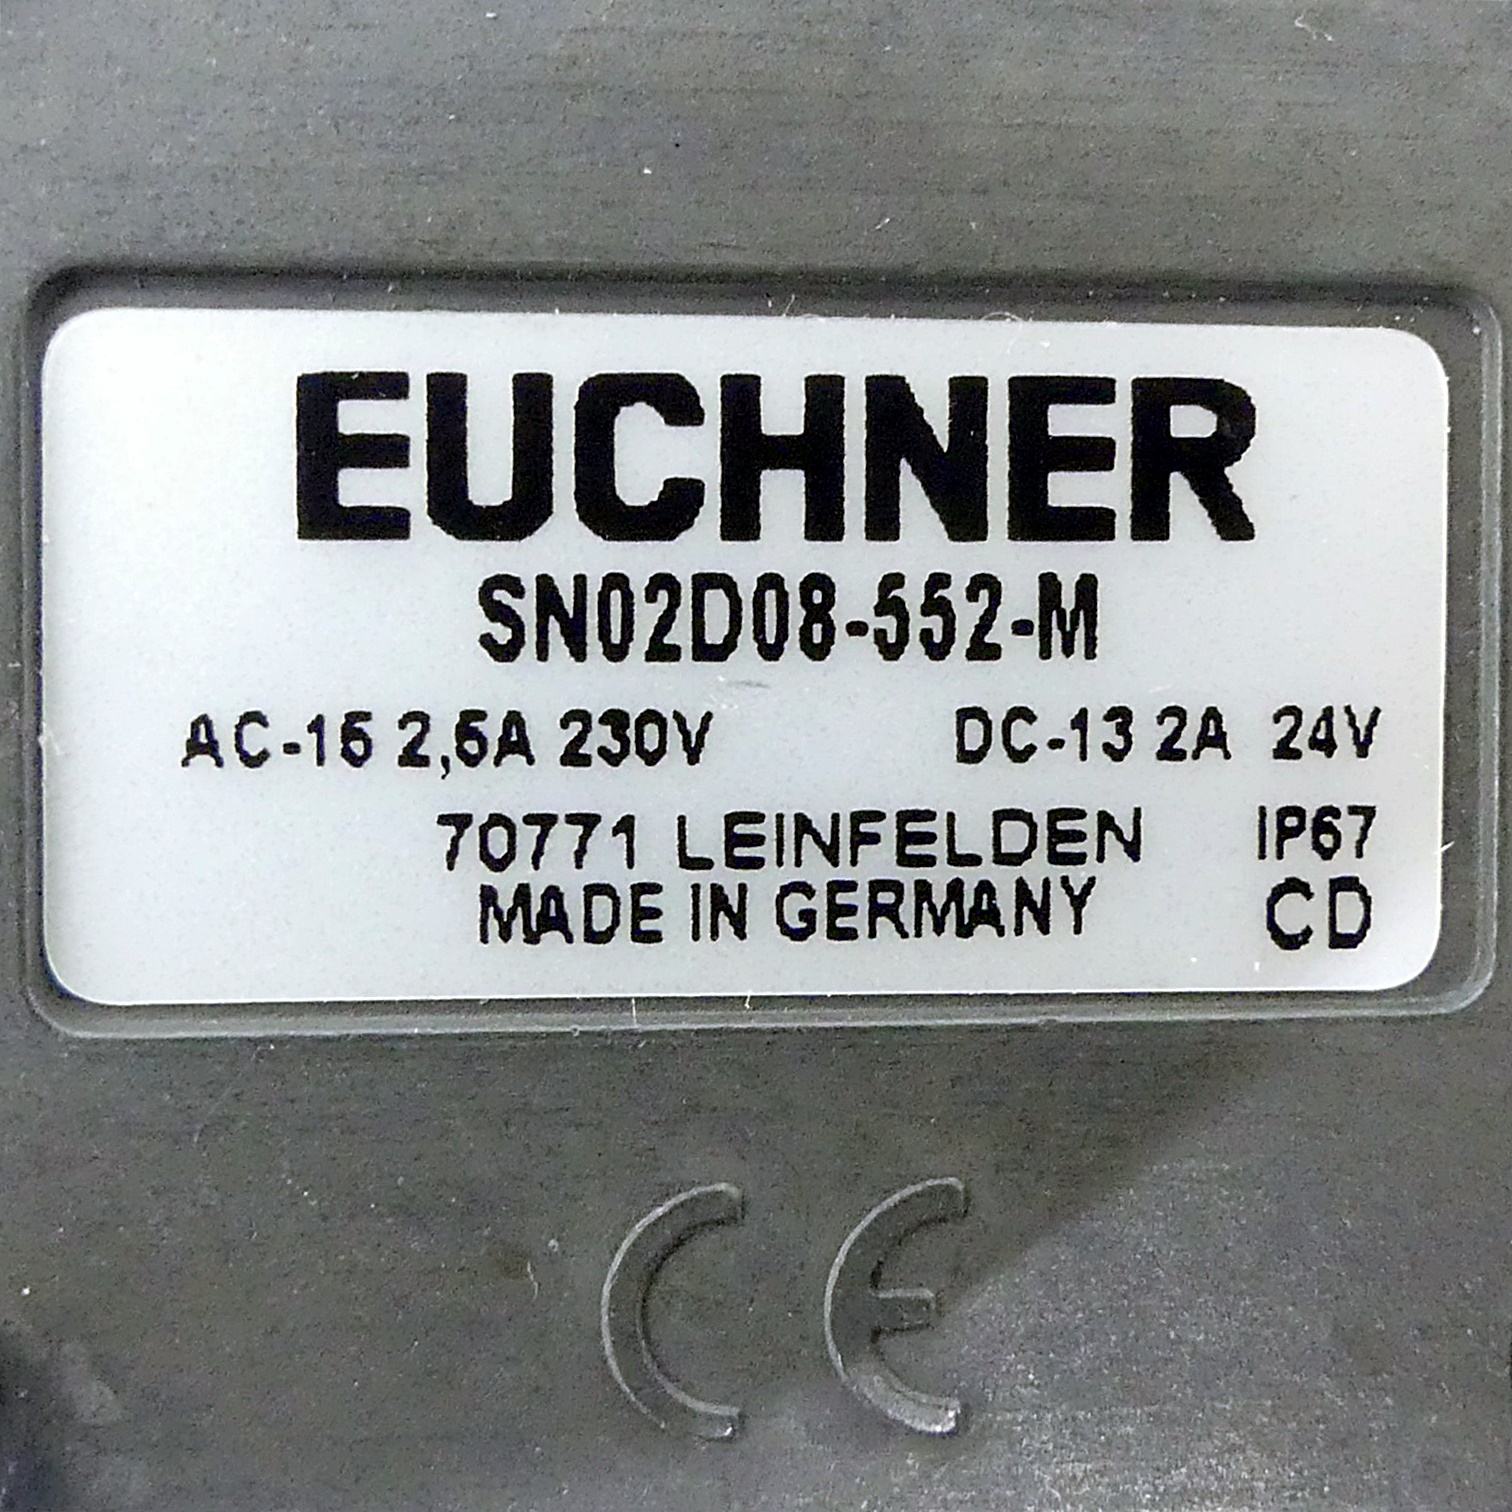 EUCHNER
SN02D08-552-M
AC-15 2,5A 230V DC-13 2A 24V
70771 LEINFELDEN IP67
MADE IN GERMANY CD
CE